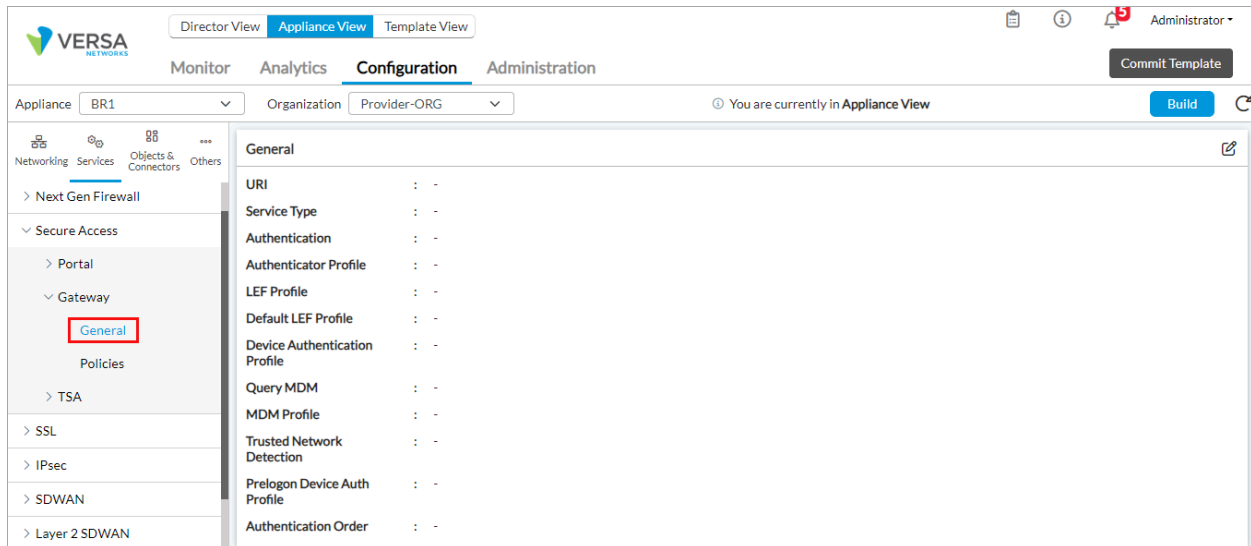 VERSA
NETWORKS
Director View Appliance View Template View
5
Administrator
Monitor Analytics Configuration Administration
Commit Template
Appliance BR1 Organization Provider-ORG You are currently in Appliance View Build
Networking Services Objects & Connectors Others
General
Next Gen Firewall
Secure Access
Portal
Gateway
General
Policies
TSA
SSL
IPsec
SDWAN
Layer 2 SDWAN
URI : -
Service Type : -
Authentication : -
Authenticator Profile : -
LEF Profile : -
Default LEF Profile : -
Device Authentication : -
Profile
Query MDM : -
MDM Profile : -
Trusted Network : -
Detection
Prelogon Device Auth : -
Profile
Authentication Order : -